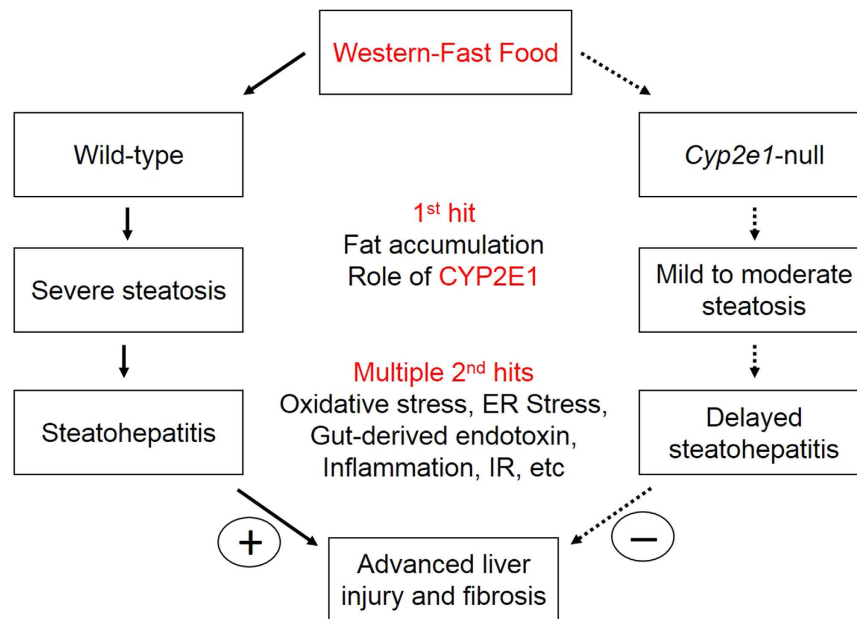 Western-Fast Food
Wild-type
Cyp2e1-null
1st hit
Fat accumulation
Role of CYP2E1
Severe steatosis
Mild to moderate
steatosis
Multiple 2nd hits
Oxidative stress, ER Stress,
Gut-derived endotoxin,
Inflammation, IR, etc
Steatohepatitis
Delayed
steatohepatitis
+
−
Advanced liver
injury and fibrosis